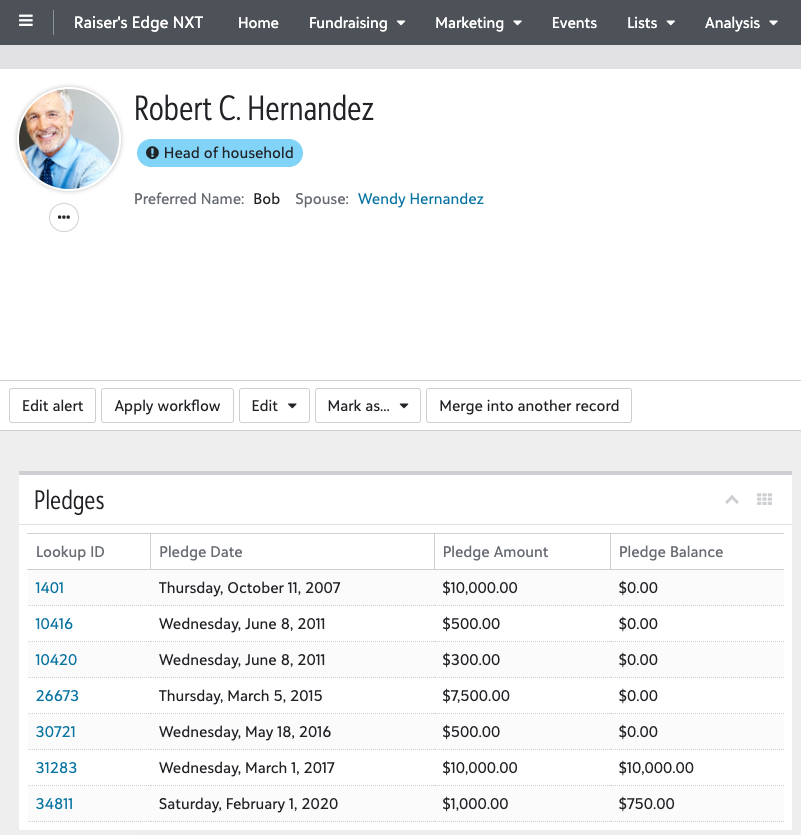 Raiser's Edge NXT Home Fundraising Marketing Events Lists Analysis
Robert C. Hernandez
Head of household
Preferred Name: Bob Spouse: Wendy Hernandez
Edit alert Apply workflow Edit Mark as... Merge into another record
Pledges
Lookup ID Pledge Date Pledge Amount Pledge Balance
1401 Thursday, October 11, 2007 $10,000.00 $0.00
10416 Wednesday, June 8, 2011 $500.00 $0.00
10420 Wednesday, June 8, 2011 $300.00 $0.00
26673 Thursday, March 5, 2015 $7,500.00 $0.00
30721 Wednesday, May 18, 2016 $500.00 $0.00
31283 Wednesday, March 1, 2017 $10,000.00 $10,000.00
34811 Saturday, February 1, 2020 $1,000.00 $750.00